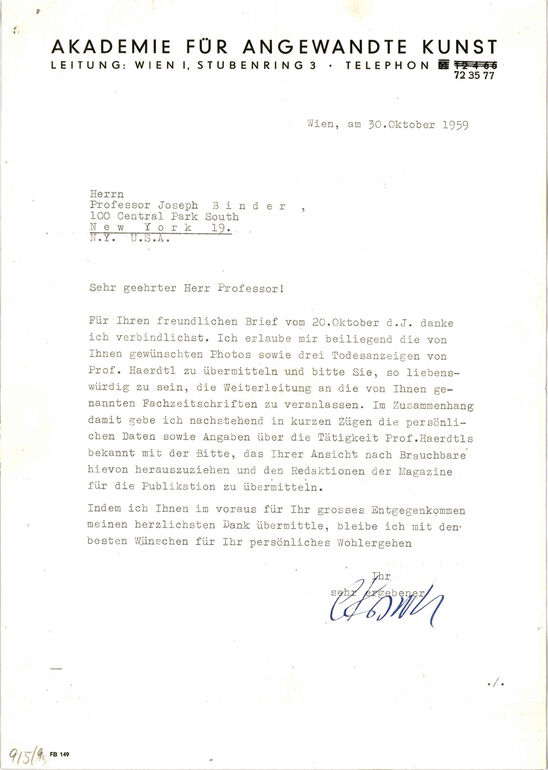 AKADEMIE FÜR ANGEWANDTE KUNST
LEITUNG: WIEN I, STUBENRING 3 · TELEPHON
72 35 77
Wien, am 30.Oktober 1959
Herrn
Professor Joseph B i n d e r ,
100 Central Park South
N e w Y o r k 19.
N.Y. U.S.A.
Sehr geehrter Herr Professor!
Für Ihren freundlichen Brief vom 20.Oktober d.J. danke
ich verbindlichst. Ich erlaube mir beiliegend die von
Ihnen gewünschten Photos sowie drei Todesanzeigen von
Prof. Haerdtl zu übermitteln und bitte Sie, so liebens-
würdig zu sein, die Weiterleitung an die von Ihnen ge-
nannten Fachzeitschriften zu veranlassen. Im Zusammenhang
damit gebe ich nachstehend in kurzen Zügen die persönli-
chen Daten sowie Angaben über die Tätigkeit Prof.Haerdtls
bekannt mit der Bitte, das Ihrer Ansicht nach Brauchbare
hievon herauszuziehen und den Redaktionen der Magazine
für die Publikation zu übermitteln.
Indem ich Ihnen im voraus für Ihr grosses Entgegenkommen
meinen herzlichsten Dank übermittle, bleibe ich mit den
besten Wünschen für Ihr persönliches Wohlergehen
Ihr
sehr ergebener
./.
FB 149